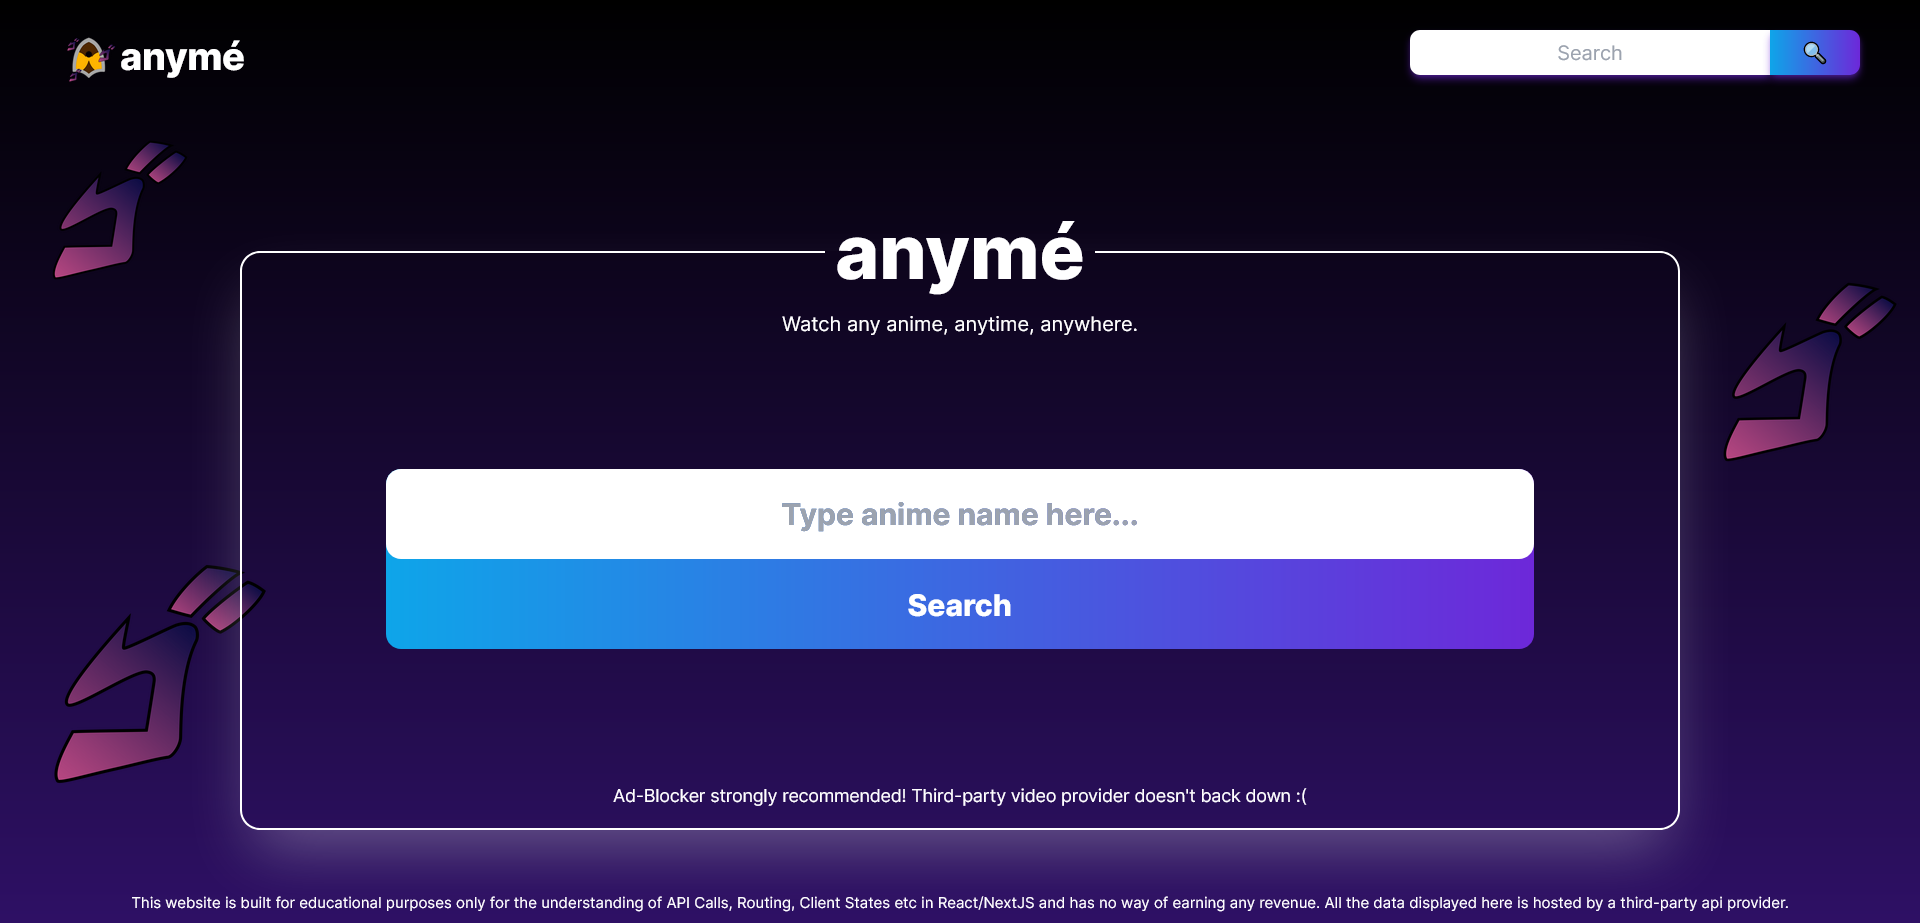 anymé
Search
anymé
Watch any anime, anytime, anywhere.
Type anime name here...
Search
Ad-Blocker strongly recommended! Third-party video provider doesn't back down :(
This website is built for educational purposes only for the understanding of API Calls, Routing, Client States etc in React/NextJS and has no way of earning any revenue. All the data displayed here is hosted by a third-party api provider.